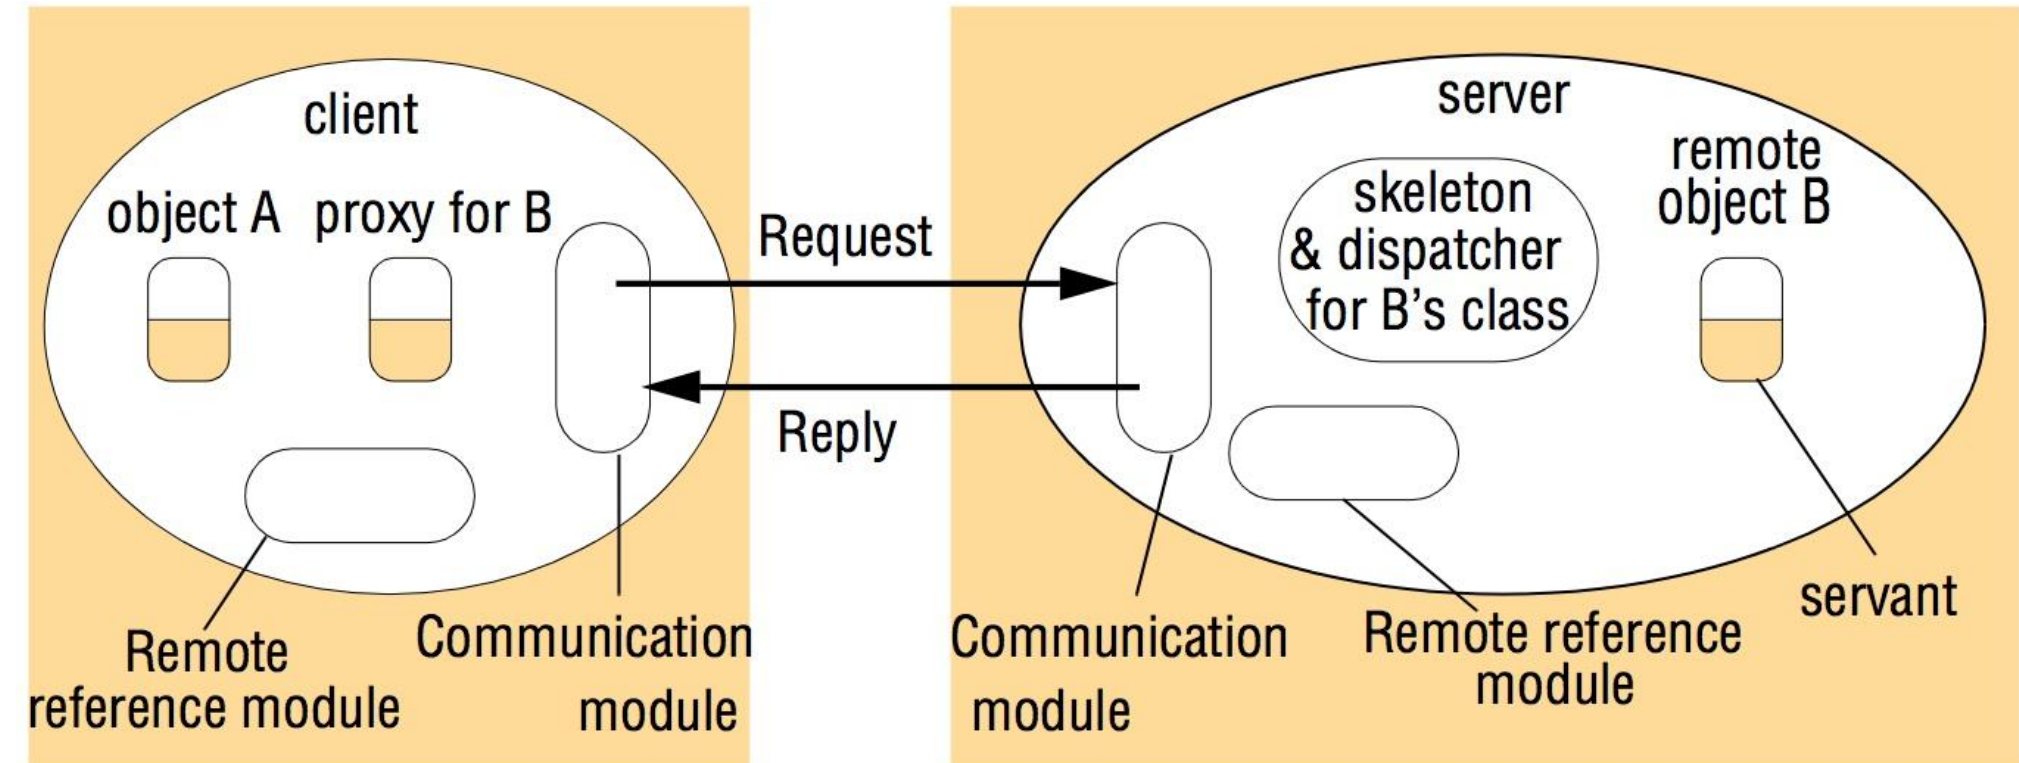 client
object A
proxy for B
Request
Reply
Remote
reference module
Communication
module
server
skeleton
& dispatcher
for B's class
remote
object B
Communication
module
Remote reference
module
servant